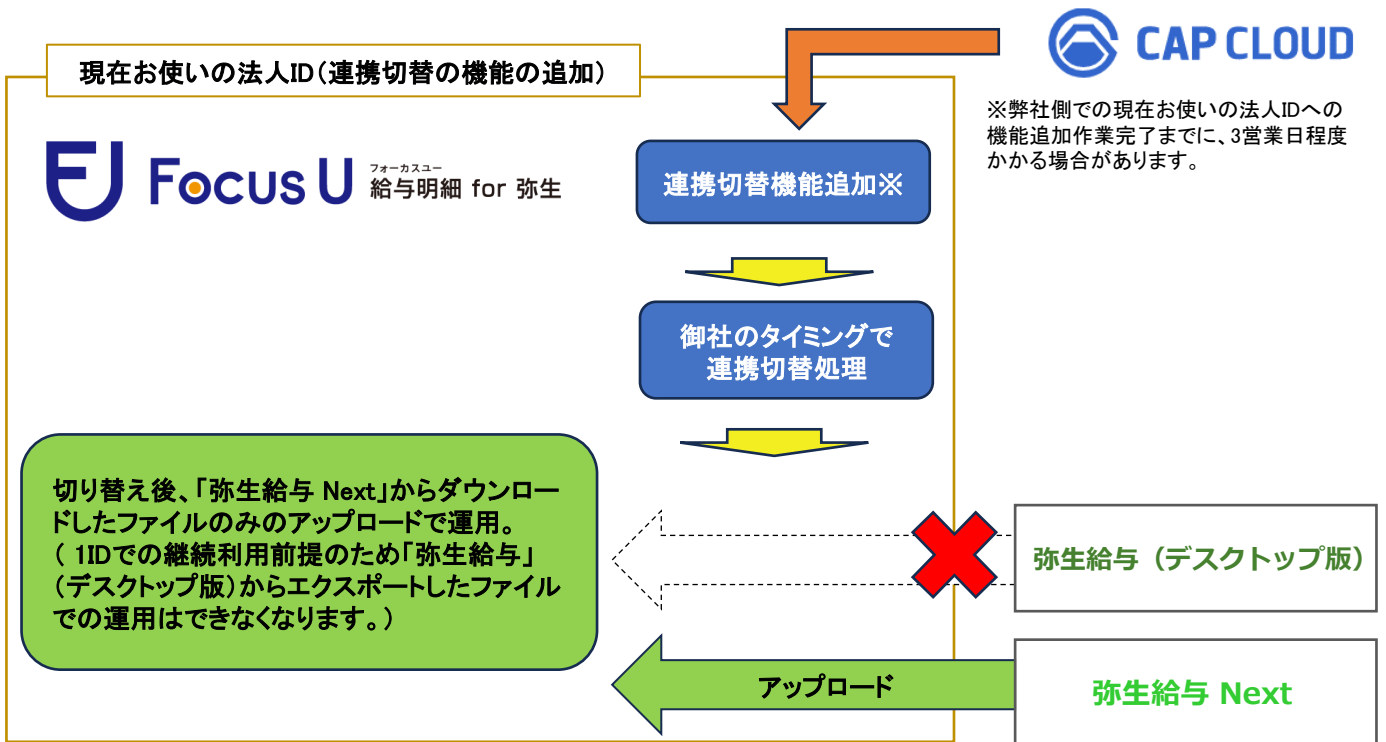 CAP CLOUD
現在お使いの法人ID（連携切替の機能の追加）
※弊社側での現在お使いの法人IDへの
機能追加作業完了までに、3営業日程度
かかる場合があります。
Focus U
フォーカスユー
給与明細 for 弥生
連携切替機能追加※
御社のタイミングで
連携切替処理
切り替え後、「弥生給与 Next」からダウンロー
ドしたファイルのみのアップロードで運用。
（ 1IDでの継続利用前提のため「弥生給与」
（デスクトップ版）からエクスポートしたファイル
での運用はできなくなります。）
弥生給与（デスクトップ版）
アップロード
弥生給与 Next